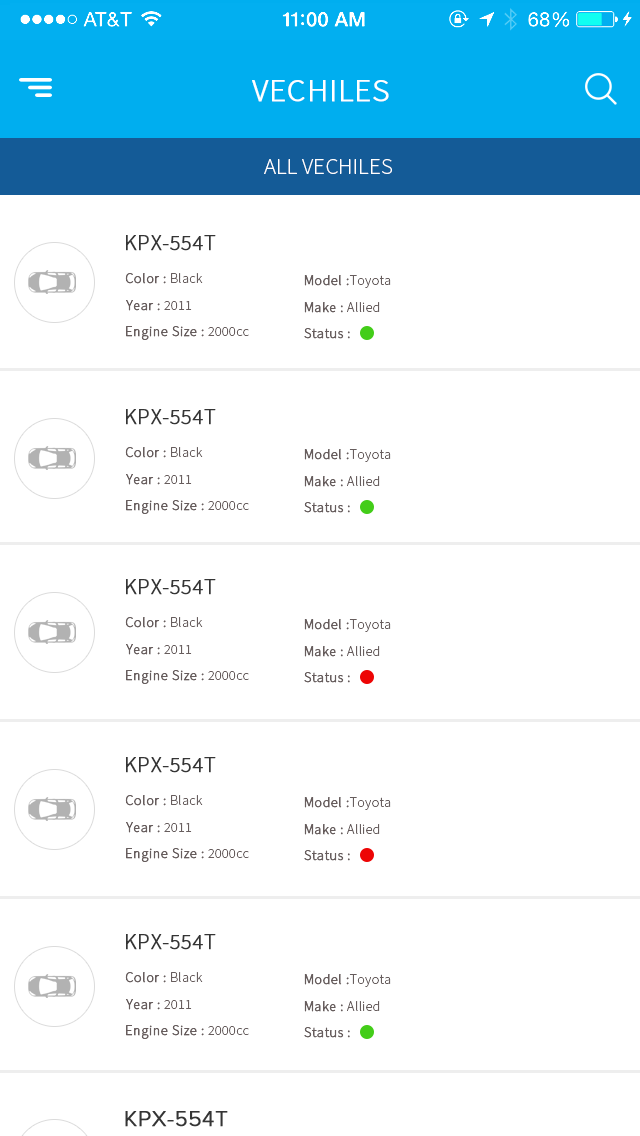 AT&T 11:00 AM 68%
VECHILES
ALL VECHILES
KPX-554T
Color : Black Model :Toyota
Year : 2011 Make : Allied
Engine Size : 2000cc Status :
KPX-554T
Color : Black Model :Toyota
Year : 2011 Make : Allied
Engine Size : 2000cc Status :
KPX-554T
Color : Black Model :Toyota
Year : 2011 Make : Allied
Engine Size : 2000cc Status :
KPX-554T
Color : Black Model :Toyota
Year : 2011 Make : Allied
Engine Size : 2000cc Status :
KPX-554T
Color : Black Model :Toyota
Year : 2011 Make : Allied
Engine Size : 2000cc Status :
KPX-554T